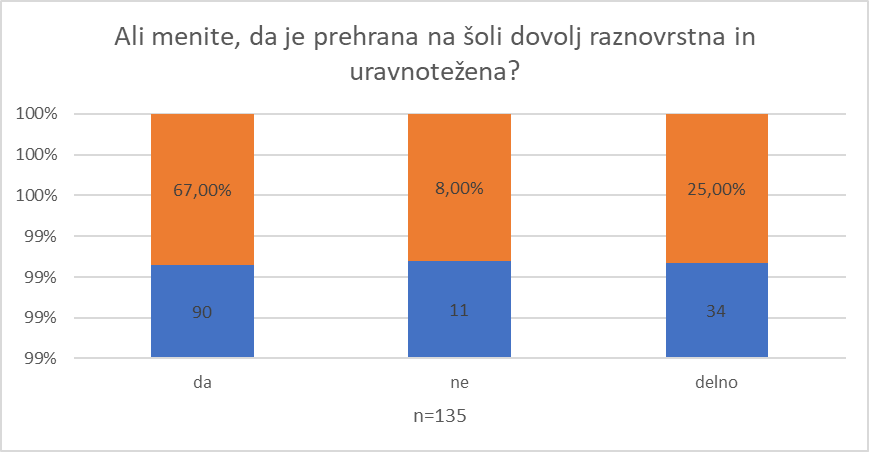 Ali menite, da je prehrana na šoli dovolj raznovrstna in
uravnotežena?
100%
100%
100%
99%
99%
99%
99%
67,00%
8,00%
25,00%
90
11
34
da
ne
delno
n=135